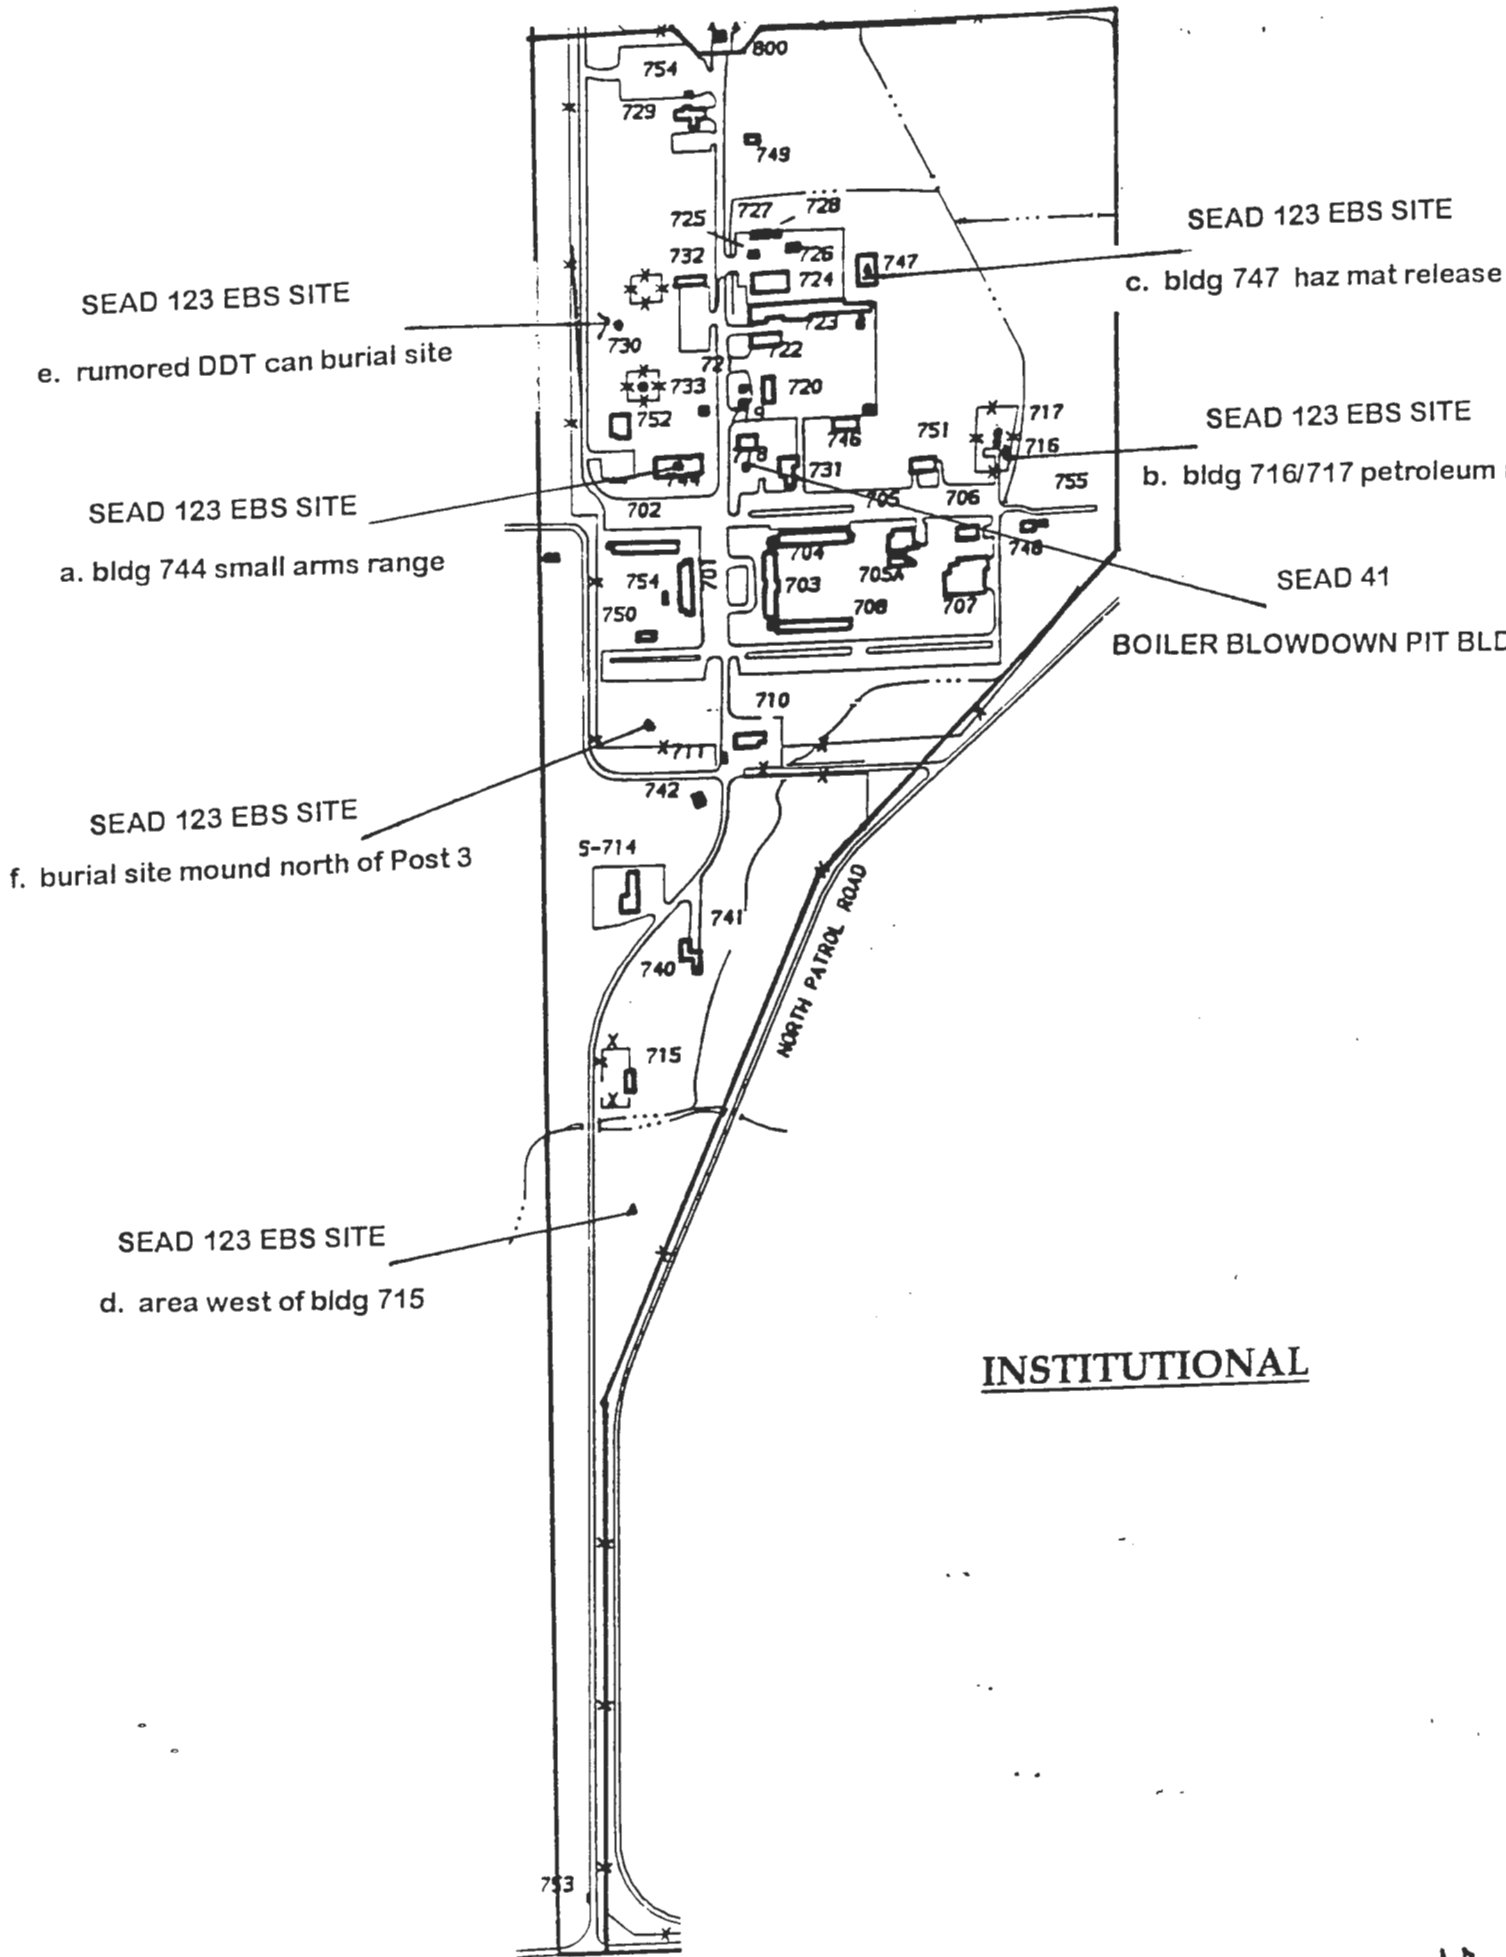 800
754
729
749
725
727
728
726
732
724
747
SEAD 123 EBS SITE
c. bldg 747 haz mat release
SEAD 123 EBS SITE
e. rumored DDT can burial site
730
723
722
72
733
720
9
752
746
751
717
716
SEAD 123 EBS SITE
b. bldg 716/717 petroleum
755
731
SEAD 123 EBS SITE
a. bldg 744 small arms range
702
705
706
704
748
754
701
703
705A
707
750
708
SEAD 41
BOILER BLOWDOWN PIT BLD
710
711
742
SEAD 123 EBS SITE
f. burial site mound north of Post 3
S-714
741
740
NORTH PATROL ROAD
715
SEAD 123 EBS SITE
d. area west of bldg 715
INSTITUTIONAL
753